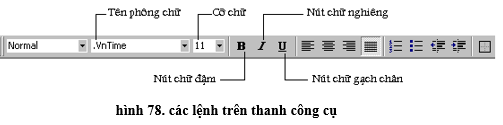 Tên phông chữ Cỡ chữ Nút chữ nghiêng
Normal .VnTime 11 B I U
Nút chữ đậm Nút chữ gạch chân
hình 78. các lệnh trên thanh công cụ